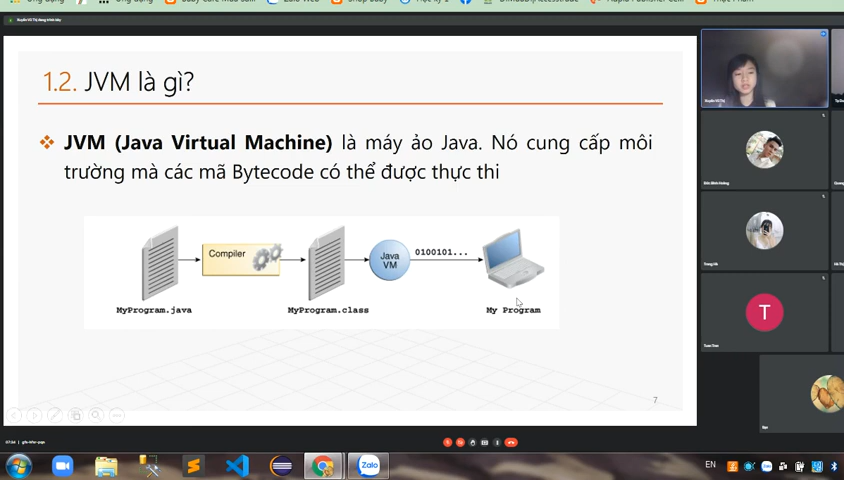 1.2. JVM là gì?
JVM (Java Virtual Machine) là máy ảo Java. Nó cung cấp môi
trường mà các mã Bytecode có thể được thực thi
Compiler
Java
VM
0100101...
MyProgram.java
MyProgram.class
My Program
7
T
EN
Zalo